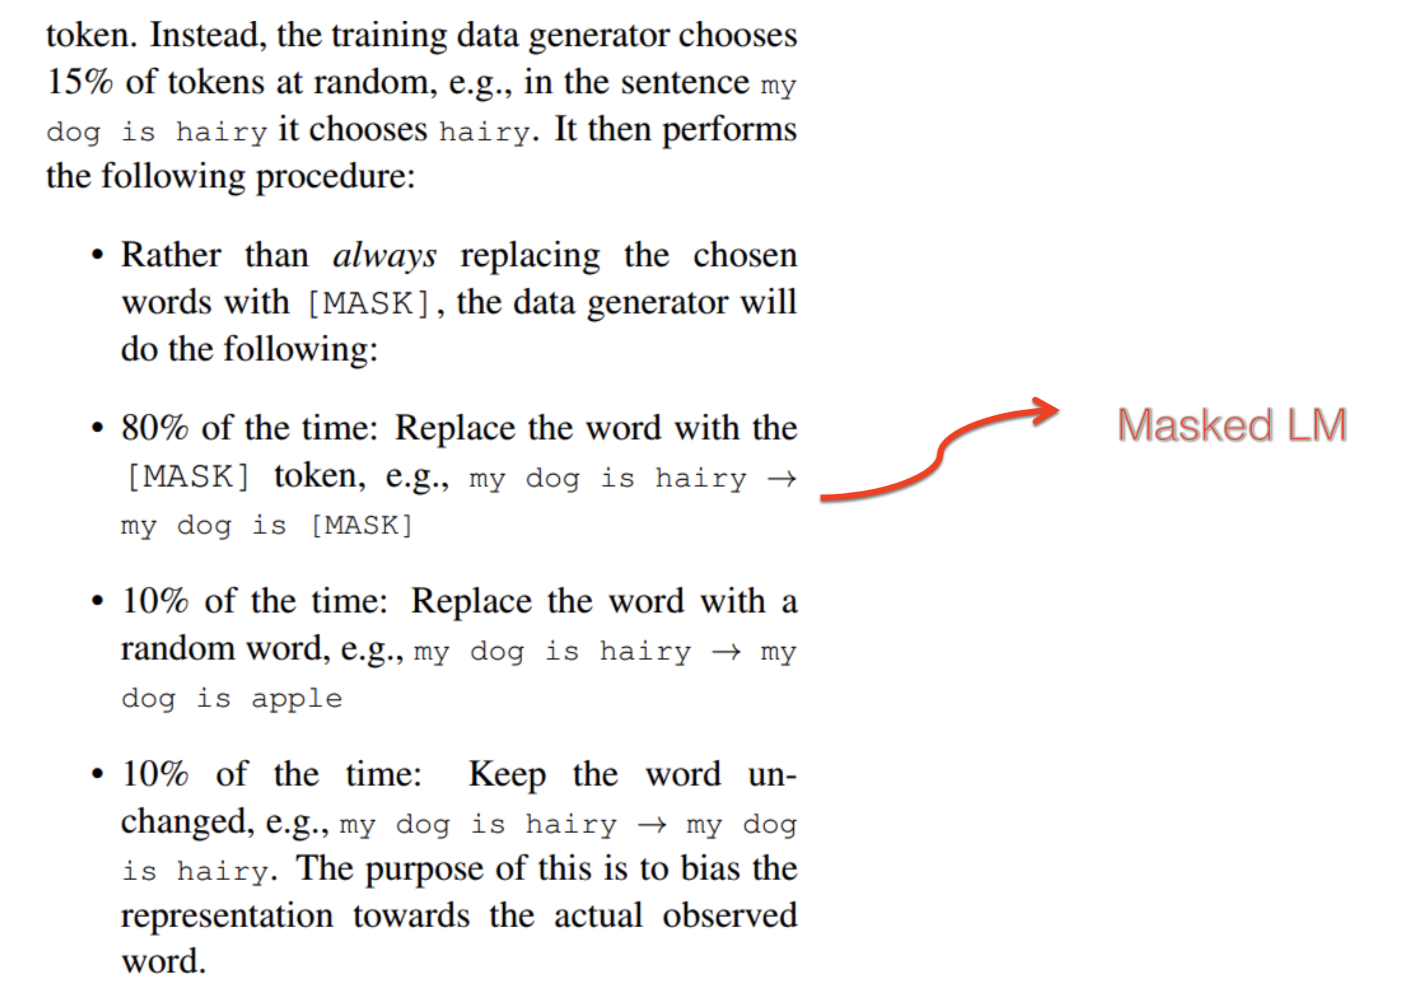 token. Instead, the training data generator chooses
15% of tokens at random, e.g., in the sentence my
dog is hairy it chooses hairy. It then performs
the following procedure:
• Rather than always replacing the chosen
words with [MASK], the data generator will
do the following:
• 80% of the time: Replace the word with the
[MASK] token, e.g., my dog is hairy →
my dog is [MASK]
• 10% of the time: Replace the word with a
random word, e.g., my dog is hairy → my
dog is apple
• 10% of the time: Keep the word un-
changed, e.g., my dog is hairy → my dog
is hairy. The purpose of this is to bias the
representation towards the actual observed
word.
Masked LM